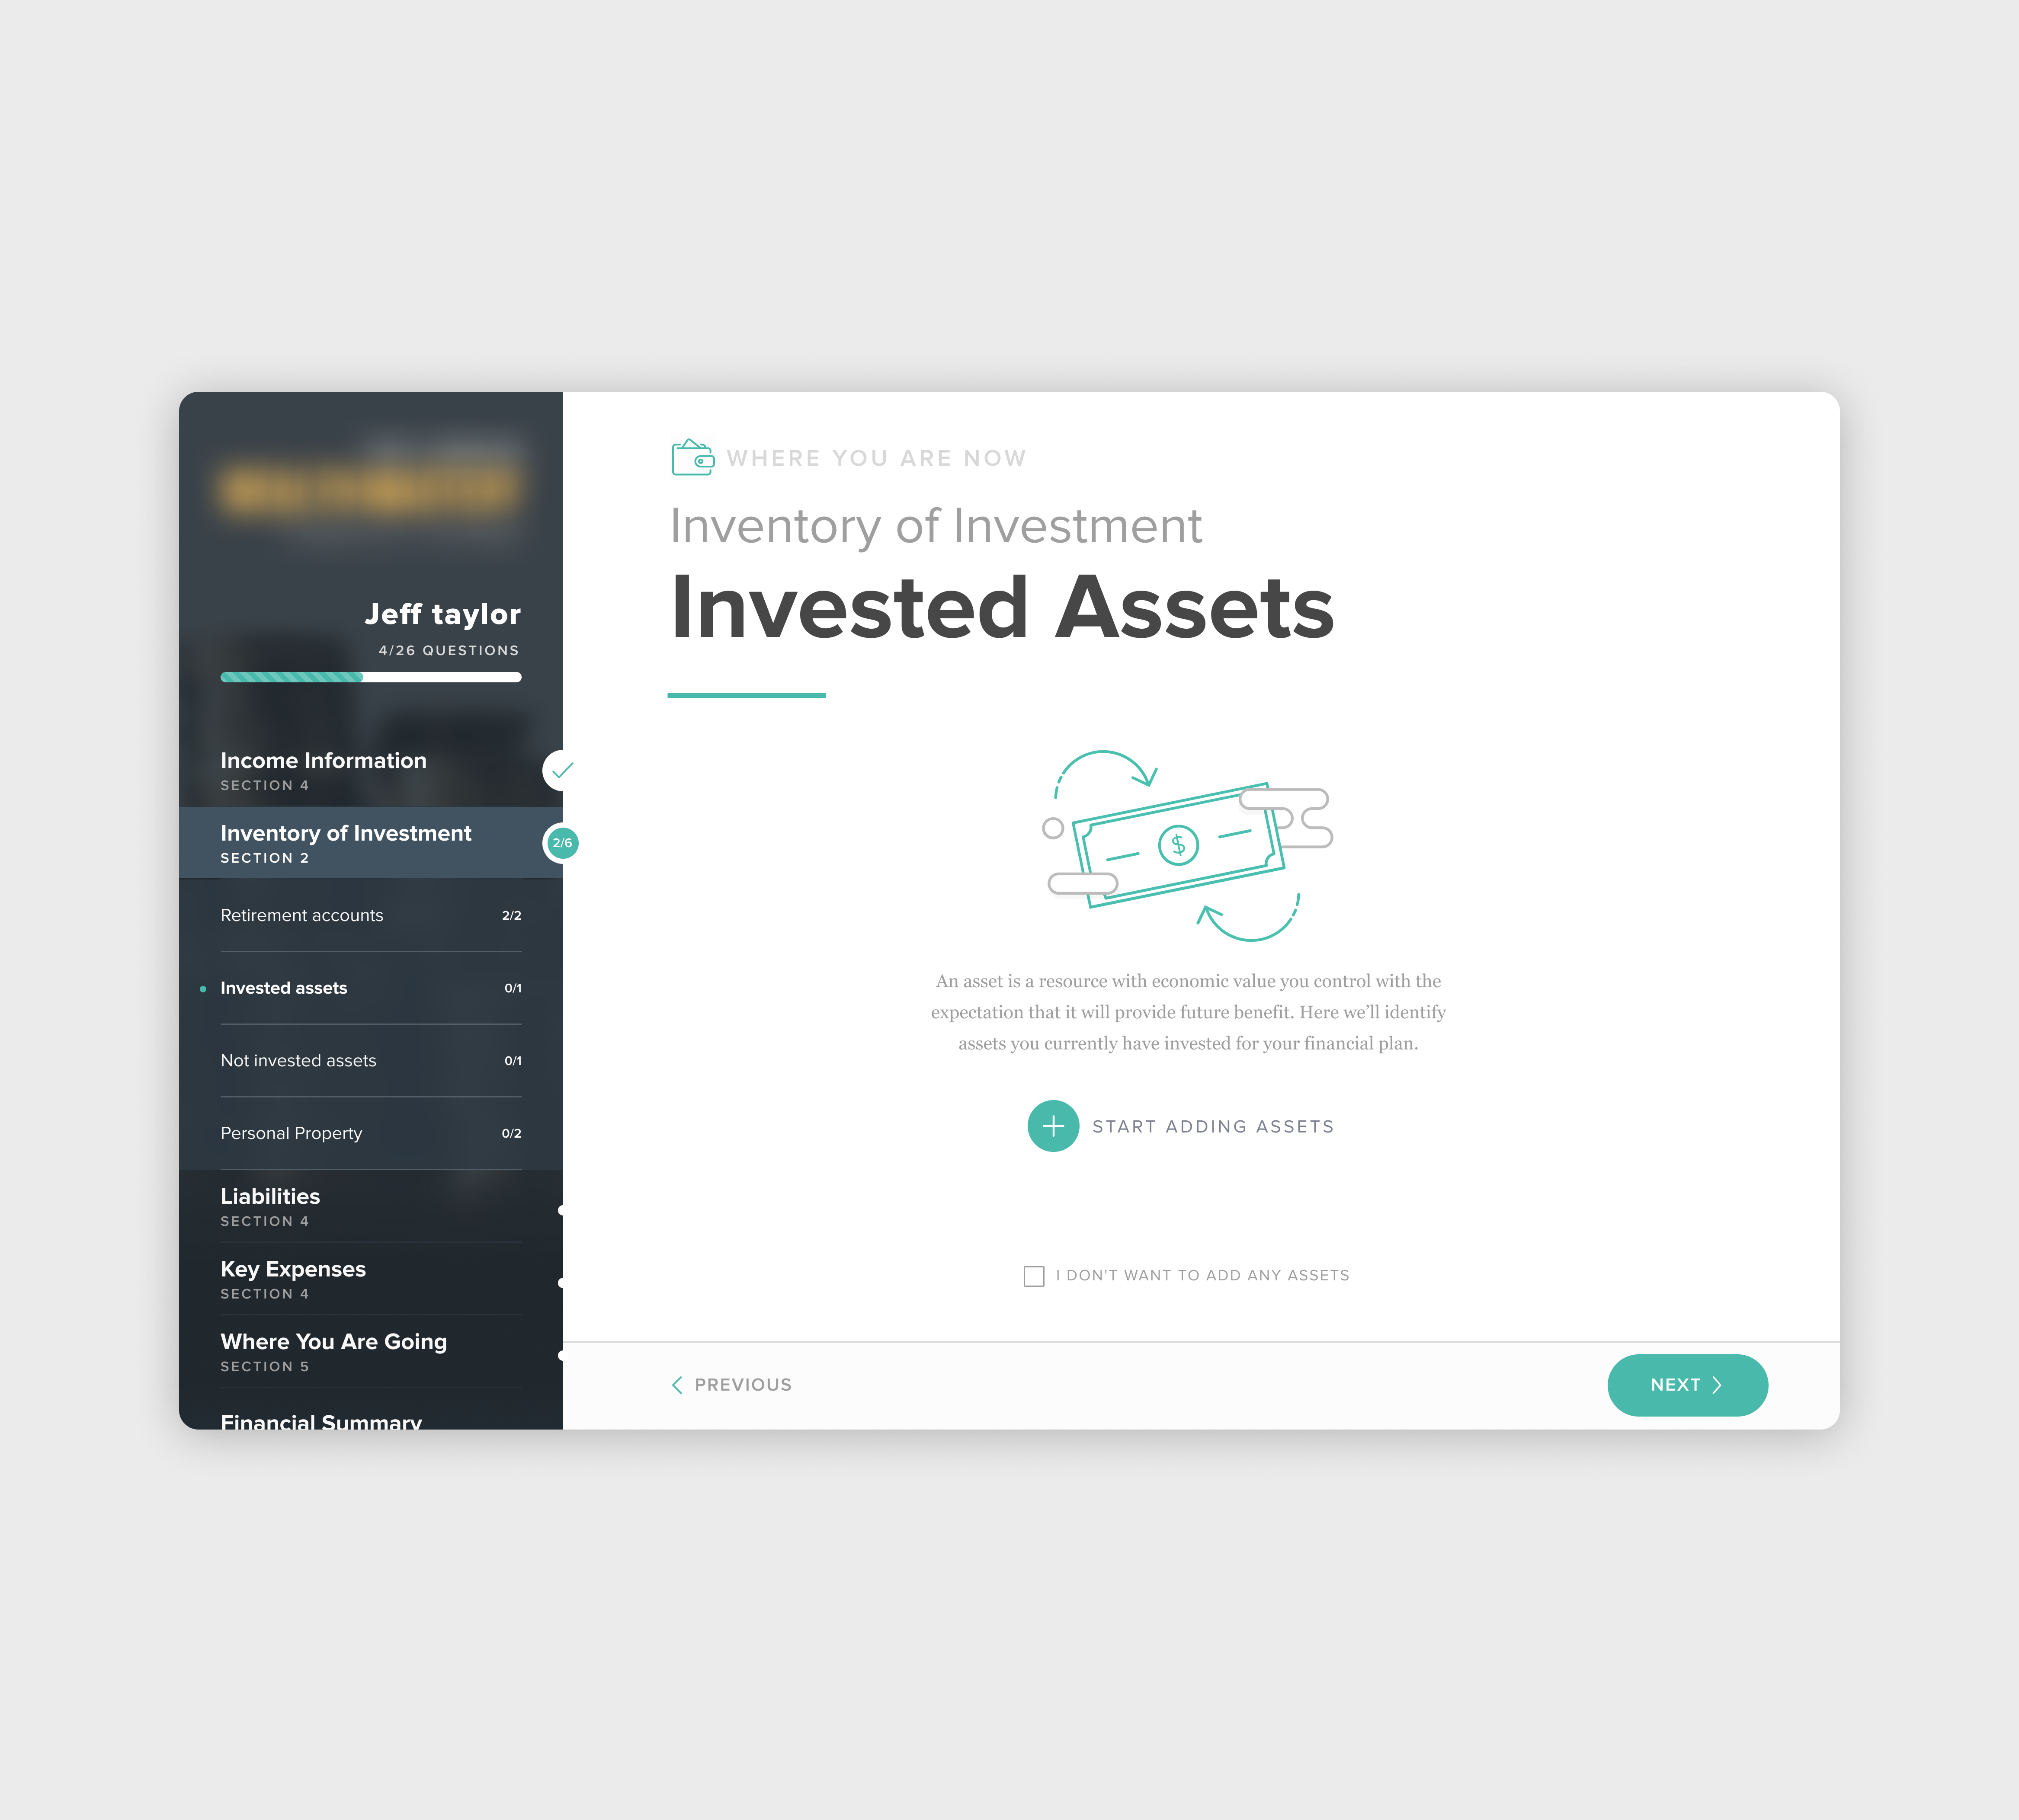 Jeff taylor
4/26 QUESTIONS
Income Information
SECTION 4
Inventory of Investment
SECTION 2
2/6
Retirement accounts 2/2
Invested assets 0/1
Not invested assets 0/1
Personal Property 0/2
Liabilities
SECTION 4
Key Expenses
SECTION 4
Where You Are Going
SECTION 5
Financial Summary
WHERE YOU ARE NOW
Inventory of Investment
Invested Assets
$
An asset is a resource with economic value you control with the
expectation that it will provide future benefit. Here we’ll identify
assets you currently have invested for your financial plan.
START ADDING ASSETS
I DON'T WANT TO ADD ANY ASSETS
PREVIOUS
NEXT